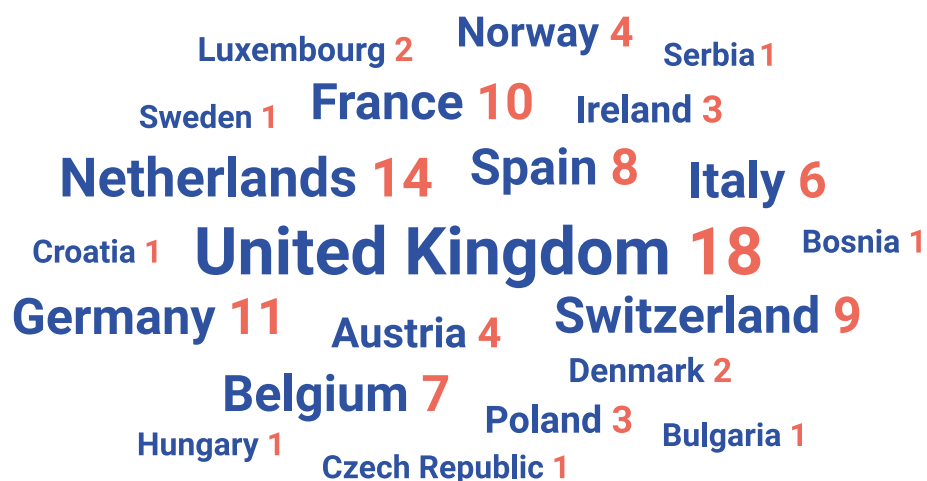 Luxembourg 2
Norway 4
Serbia 1
Sweden 1
France 10
Ireland 3
Netherlands 14
Spain 8
Italy 6
Croatia 1
United Kingdom 18
Bosnia 1
Germany 11
Austria 4
Switzerland 9
Belgium 7
Denmark 2
Poland 3
Hungary 1
Bulgaria 1
Czech Republic 1